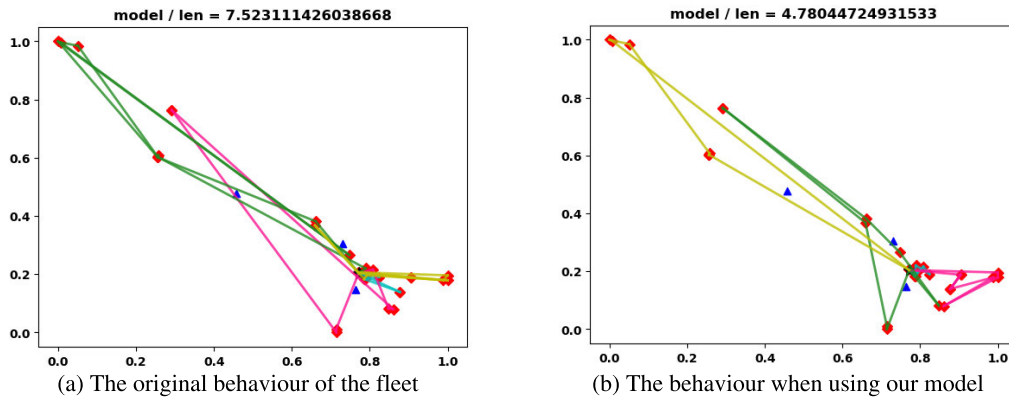 model / len = 7.523111426038668
1.0
0.8
0.6
0.4
0.2
0.0
0.0 0.2 0.4 0.6 0.8 1.0
(a) The original behaviour of the fleet
model / len = 4.78044724931533
1.0
0.8
0.6
0.4
0.2
0.0
0.0 0.2 0.4 0.6 0.8 1.0
(b) The behaviour when using our model